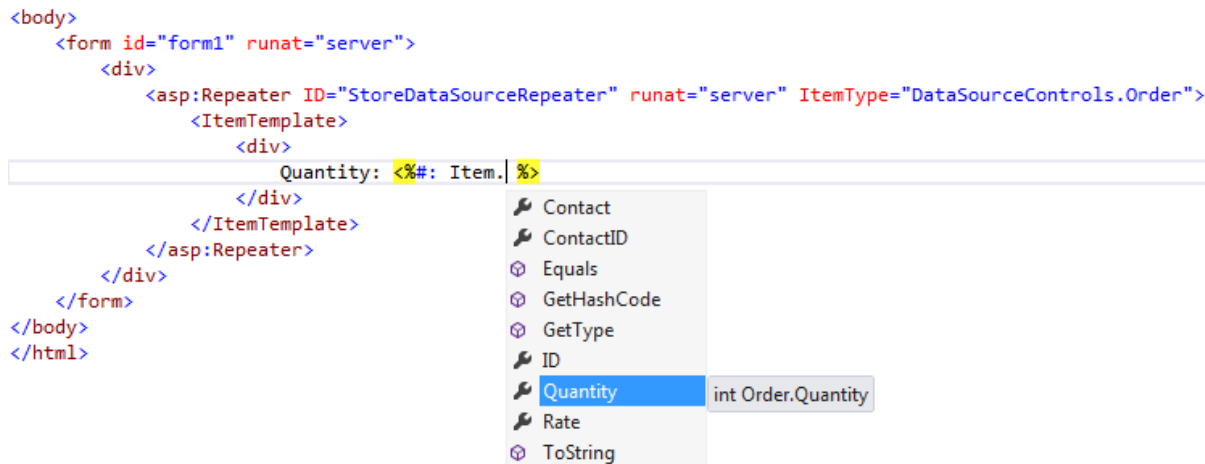 <body>
<form id="form1" runat="server">
<div>
<asp:Repeater ID="StoreDataSourceRepeater" runat="server" ItemType="DataSourceControls.Order">
<ItemTemplate>
<div>
Quantity: <%#: Item. %>
</div>
</ItemTemplate>
</asp:Repeater>
</div>
</form>
</body>
</html>
Contact
ContactID
Equals
GetHashCode
GetType
ID
Quantity int Order.Quantity
Rate
ToString